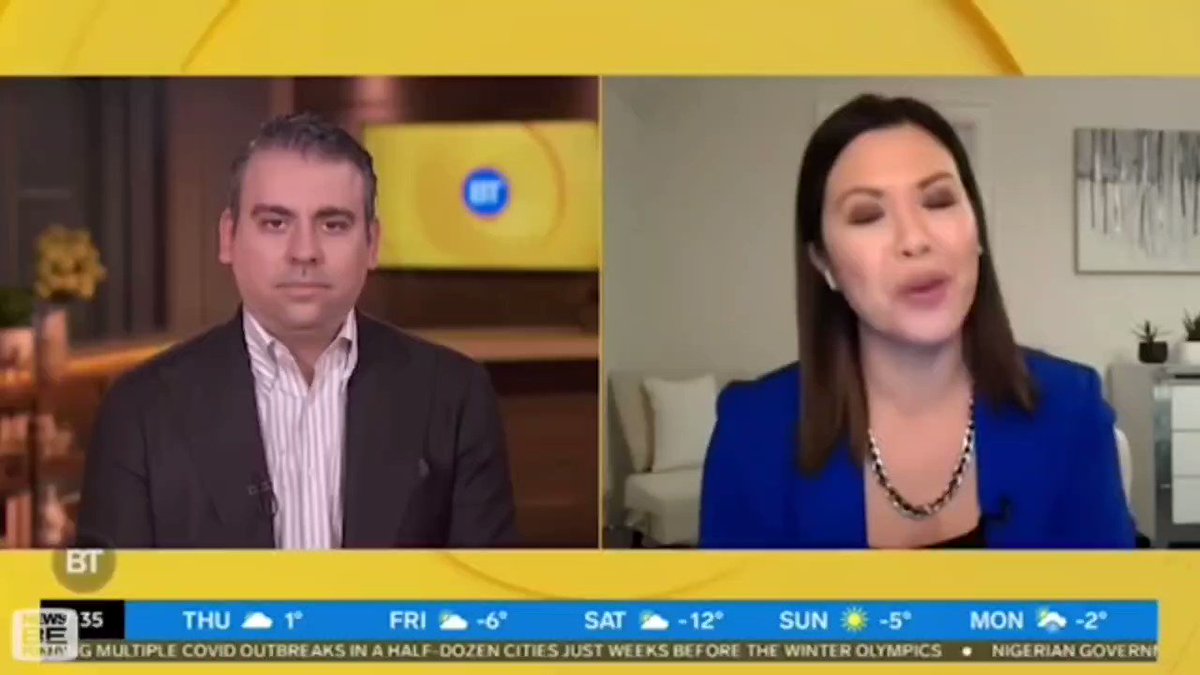 BT
BT
35 THU 1° FRI -6° SAT -12° SUN -5° MON -2°
NEWS
MULTIPLE COVID OUTBREAKS IN A HALF-DOZEN CITIES JUST WEEKS BEFORE THE WINTER OLYMPICS • NIGERIAN